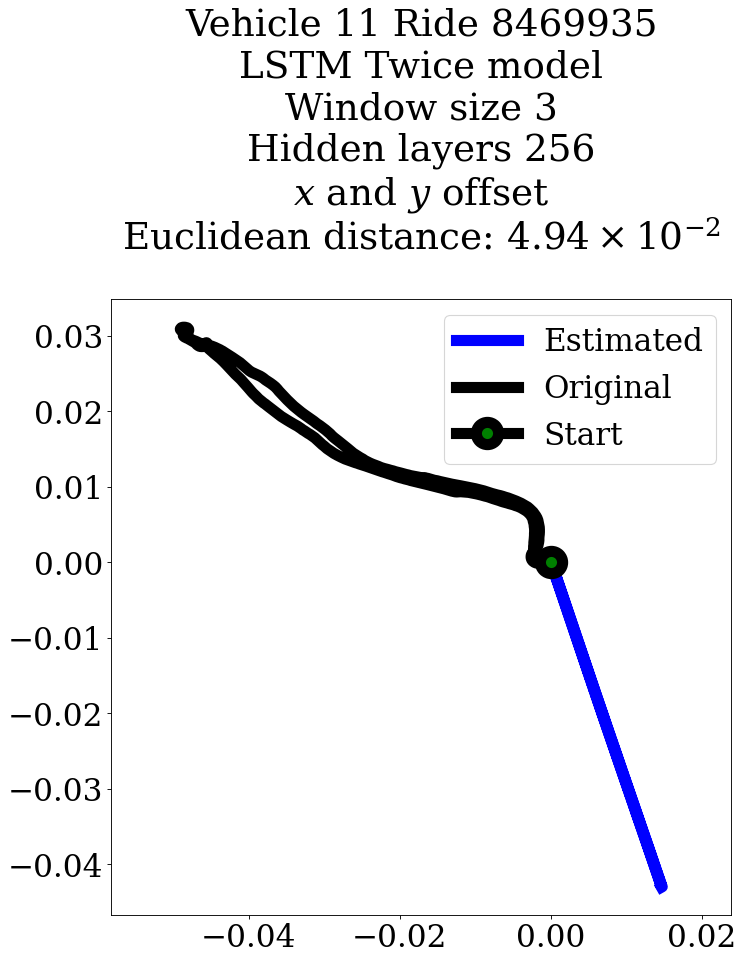 Vehicle 11 Ride 8469935
LSTM Twice model
Window size 3
Hidden layers 256
x and y offset
Euclidean distance: 4.94 × 10⁻²
Estimated
Original
Start
0.03
0.02
0.01
0.00
−0.01
−0.02
−0.03
−0.04
−0.04 −0.02 0.00 0.02